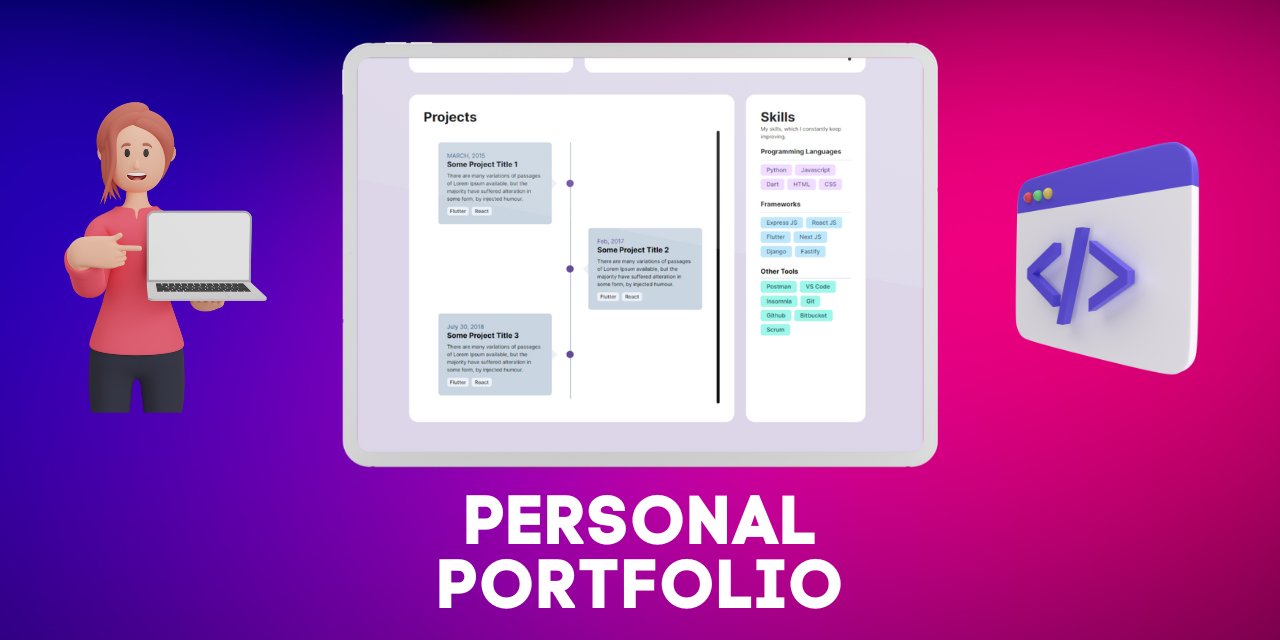 Projects
MARCH, 2015
Some Project Title 1
There are many variations of passages
of Lorem Ipsum available, but the
majority have suffered alteration in
some form, by injected humour.
Flutter React
Feb, 2017
Some Project Title 2
There are many variations of passages
of Lorem Ipsum available, but the
majority have suffered alteration in
some form, by injected humour.
Flutter React
July 30, 2018
Some Project Title 3
There are many variations of passages
of Lorem Ipsum available, but the
majority have suffered alteration in
some form, by injected humour.
Flutter React
Skills
My skills, which I constantly keep
improving.
Programming Languages
Python Javascript
Dart HTML CSS
Frameworks
Express JS React JS
Flutter Next JS
Django Fastify
Other Tools
Postman VS Code
Insomnia Git
Github Bitbucket
Scrum
</>
PERSONAL
PORTFOLIO